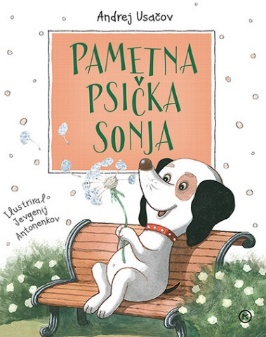 Andrej Usačov
PAMETNA
PSIČKA
SONJA
Ilustriral
Jevgenij
Antonenkov